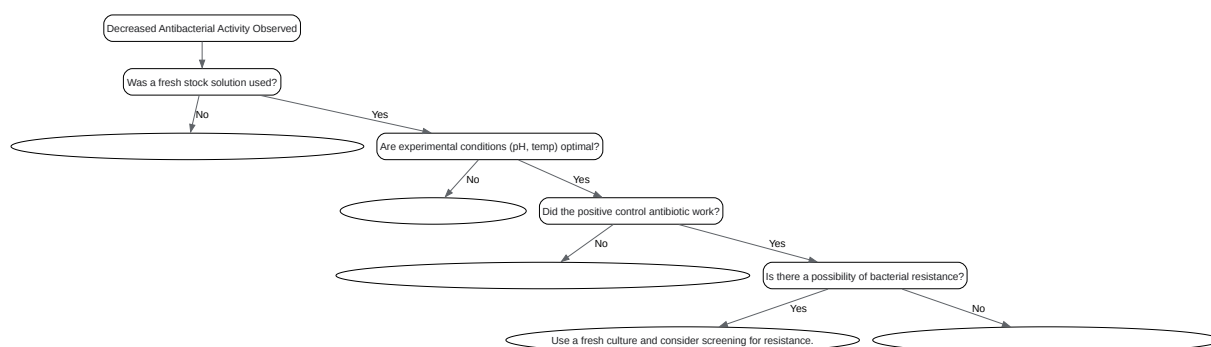 Decreased Antibacterial Activity Observed
Was a fresh stock solution used?
No
Yes
Are experimental conditions (pH, temp) optimal?
No
Yes
Did the positive control antibiotic work?
No
Yes
Is there a possibility of bacterial resistance?
Yes
No
Use a fresh culture and consider screening for resistance.